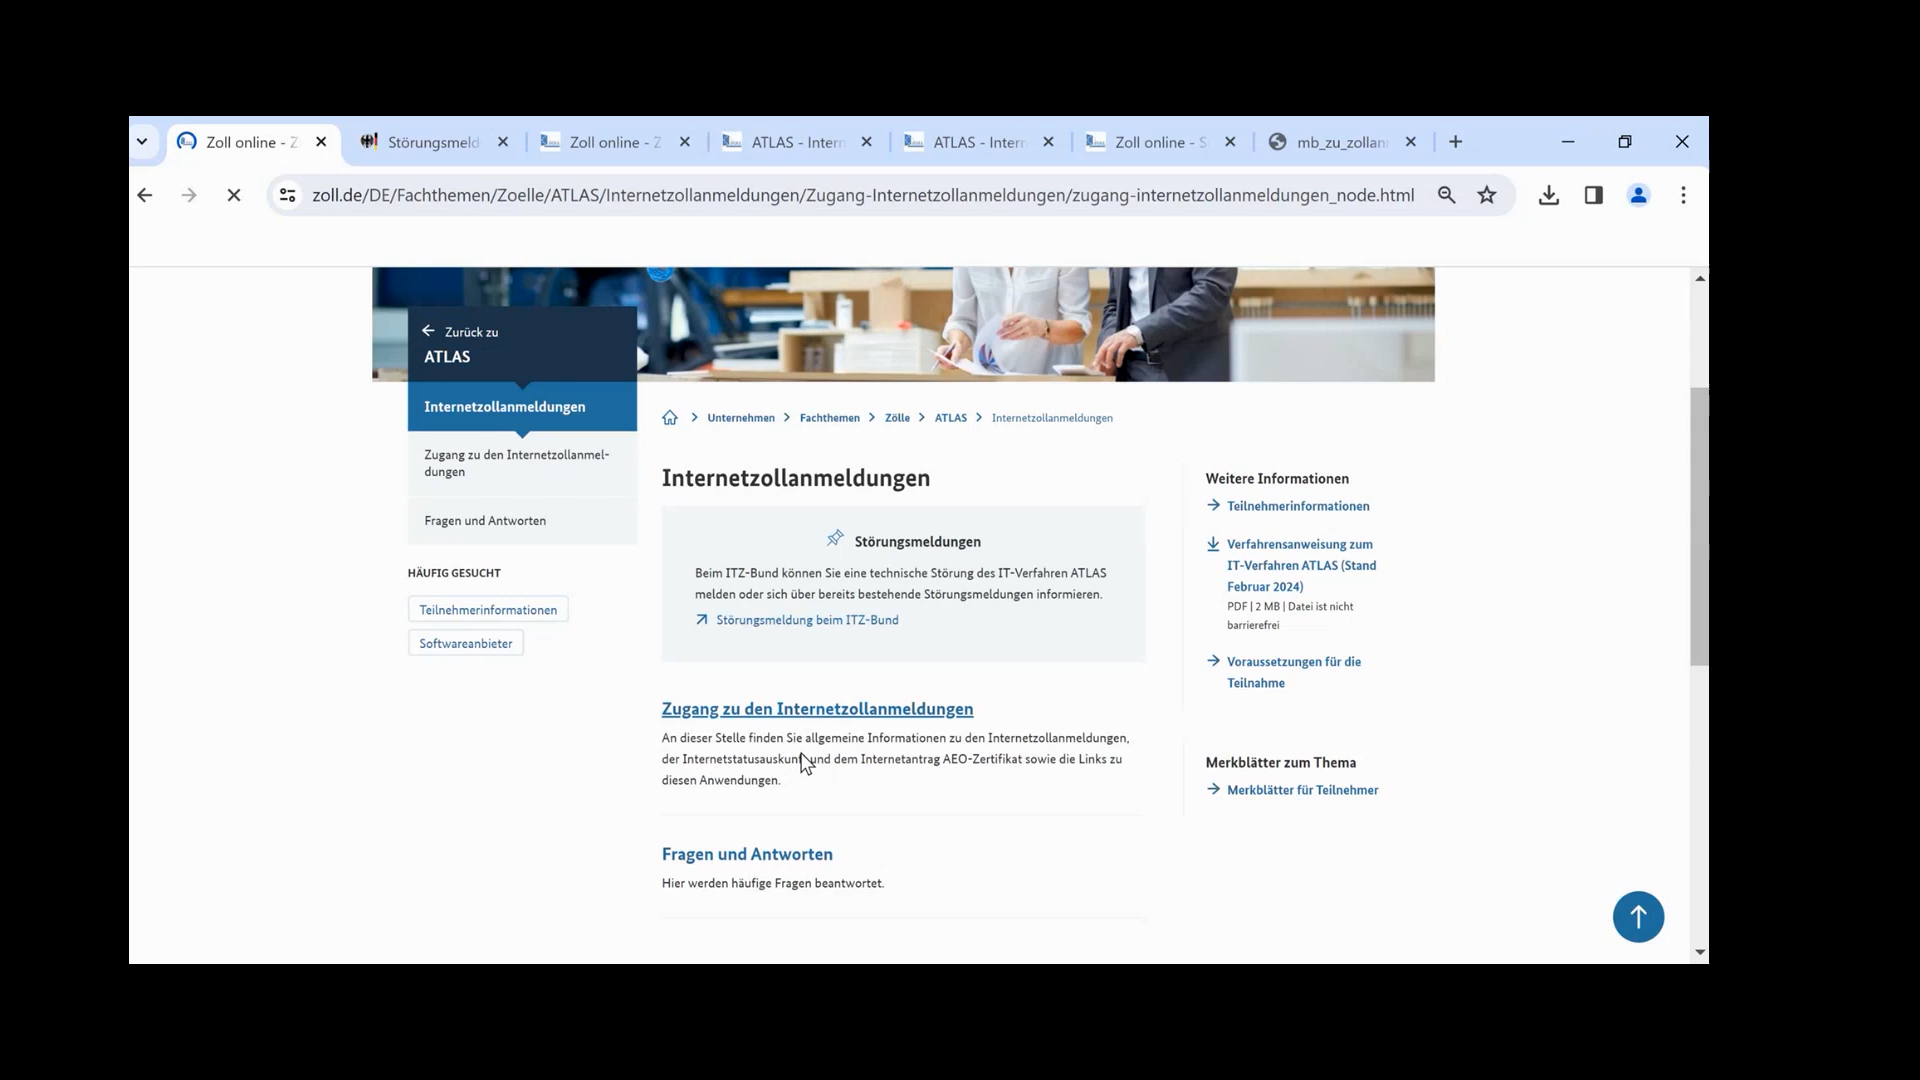 Zoll online - Z
Störungsmeld
Zoll online - Z
ATLAS - Intern
ATLAS - Intern
Zoll online - S
mb_zu_zollan
zoll.de/DE/Fachthemen/Zoelle/ATLAS/Internetzollanmeldungen/Zugang-Internetzollanmeldungen/zugang-internetzollanmeldungen_node.html
Zurück zu
ATLAS
Internetzollanmeldungen
Zugang zu den Internetzollanmel-
dungen
Fragen und Antworten
HÄUFIG GESUCHT
Teilnehmerinformationen
Softwareanbieter
Unternehmen > Fachthemen > Zölle > ATLAS > Internetzollanmeldungen
Internetzollanmeldungen
Störungsmeldungen
Beim ITZ-Bund können Sie eine technische Störung des IT-Verfahren ATLAS
melden oder sich über bereits bestehende Störungsmeldungen informieren.
Störungsmeldung beim ITZ-Bund
Zugang zu den Internetzollanmeldungen
An dieser Stelle finden Sie allgemeine Informationen zu den Internetzollanmeldungen,
der Internetstatusauskunft und dem Internetantrag AEO-Zertifikat sowie die Links zu
diesen Anwendungen.
Fragen und Antworten
Hier werden häufige Fragen beantwortet.
Weitere Informationen
Teilnehmerinformationen
Verfahrensanweisung zum
IT-Verfahren ATLAS (Stand
Februar 2024)
PDF | 2 MB | Datei ist nicht
barrierefrei
Voraussetzungen für die
Teilnahme
Merkblätter zum Thema
Merkblätter für Teilnehmer